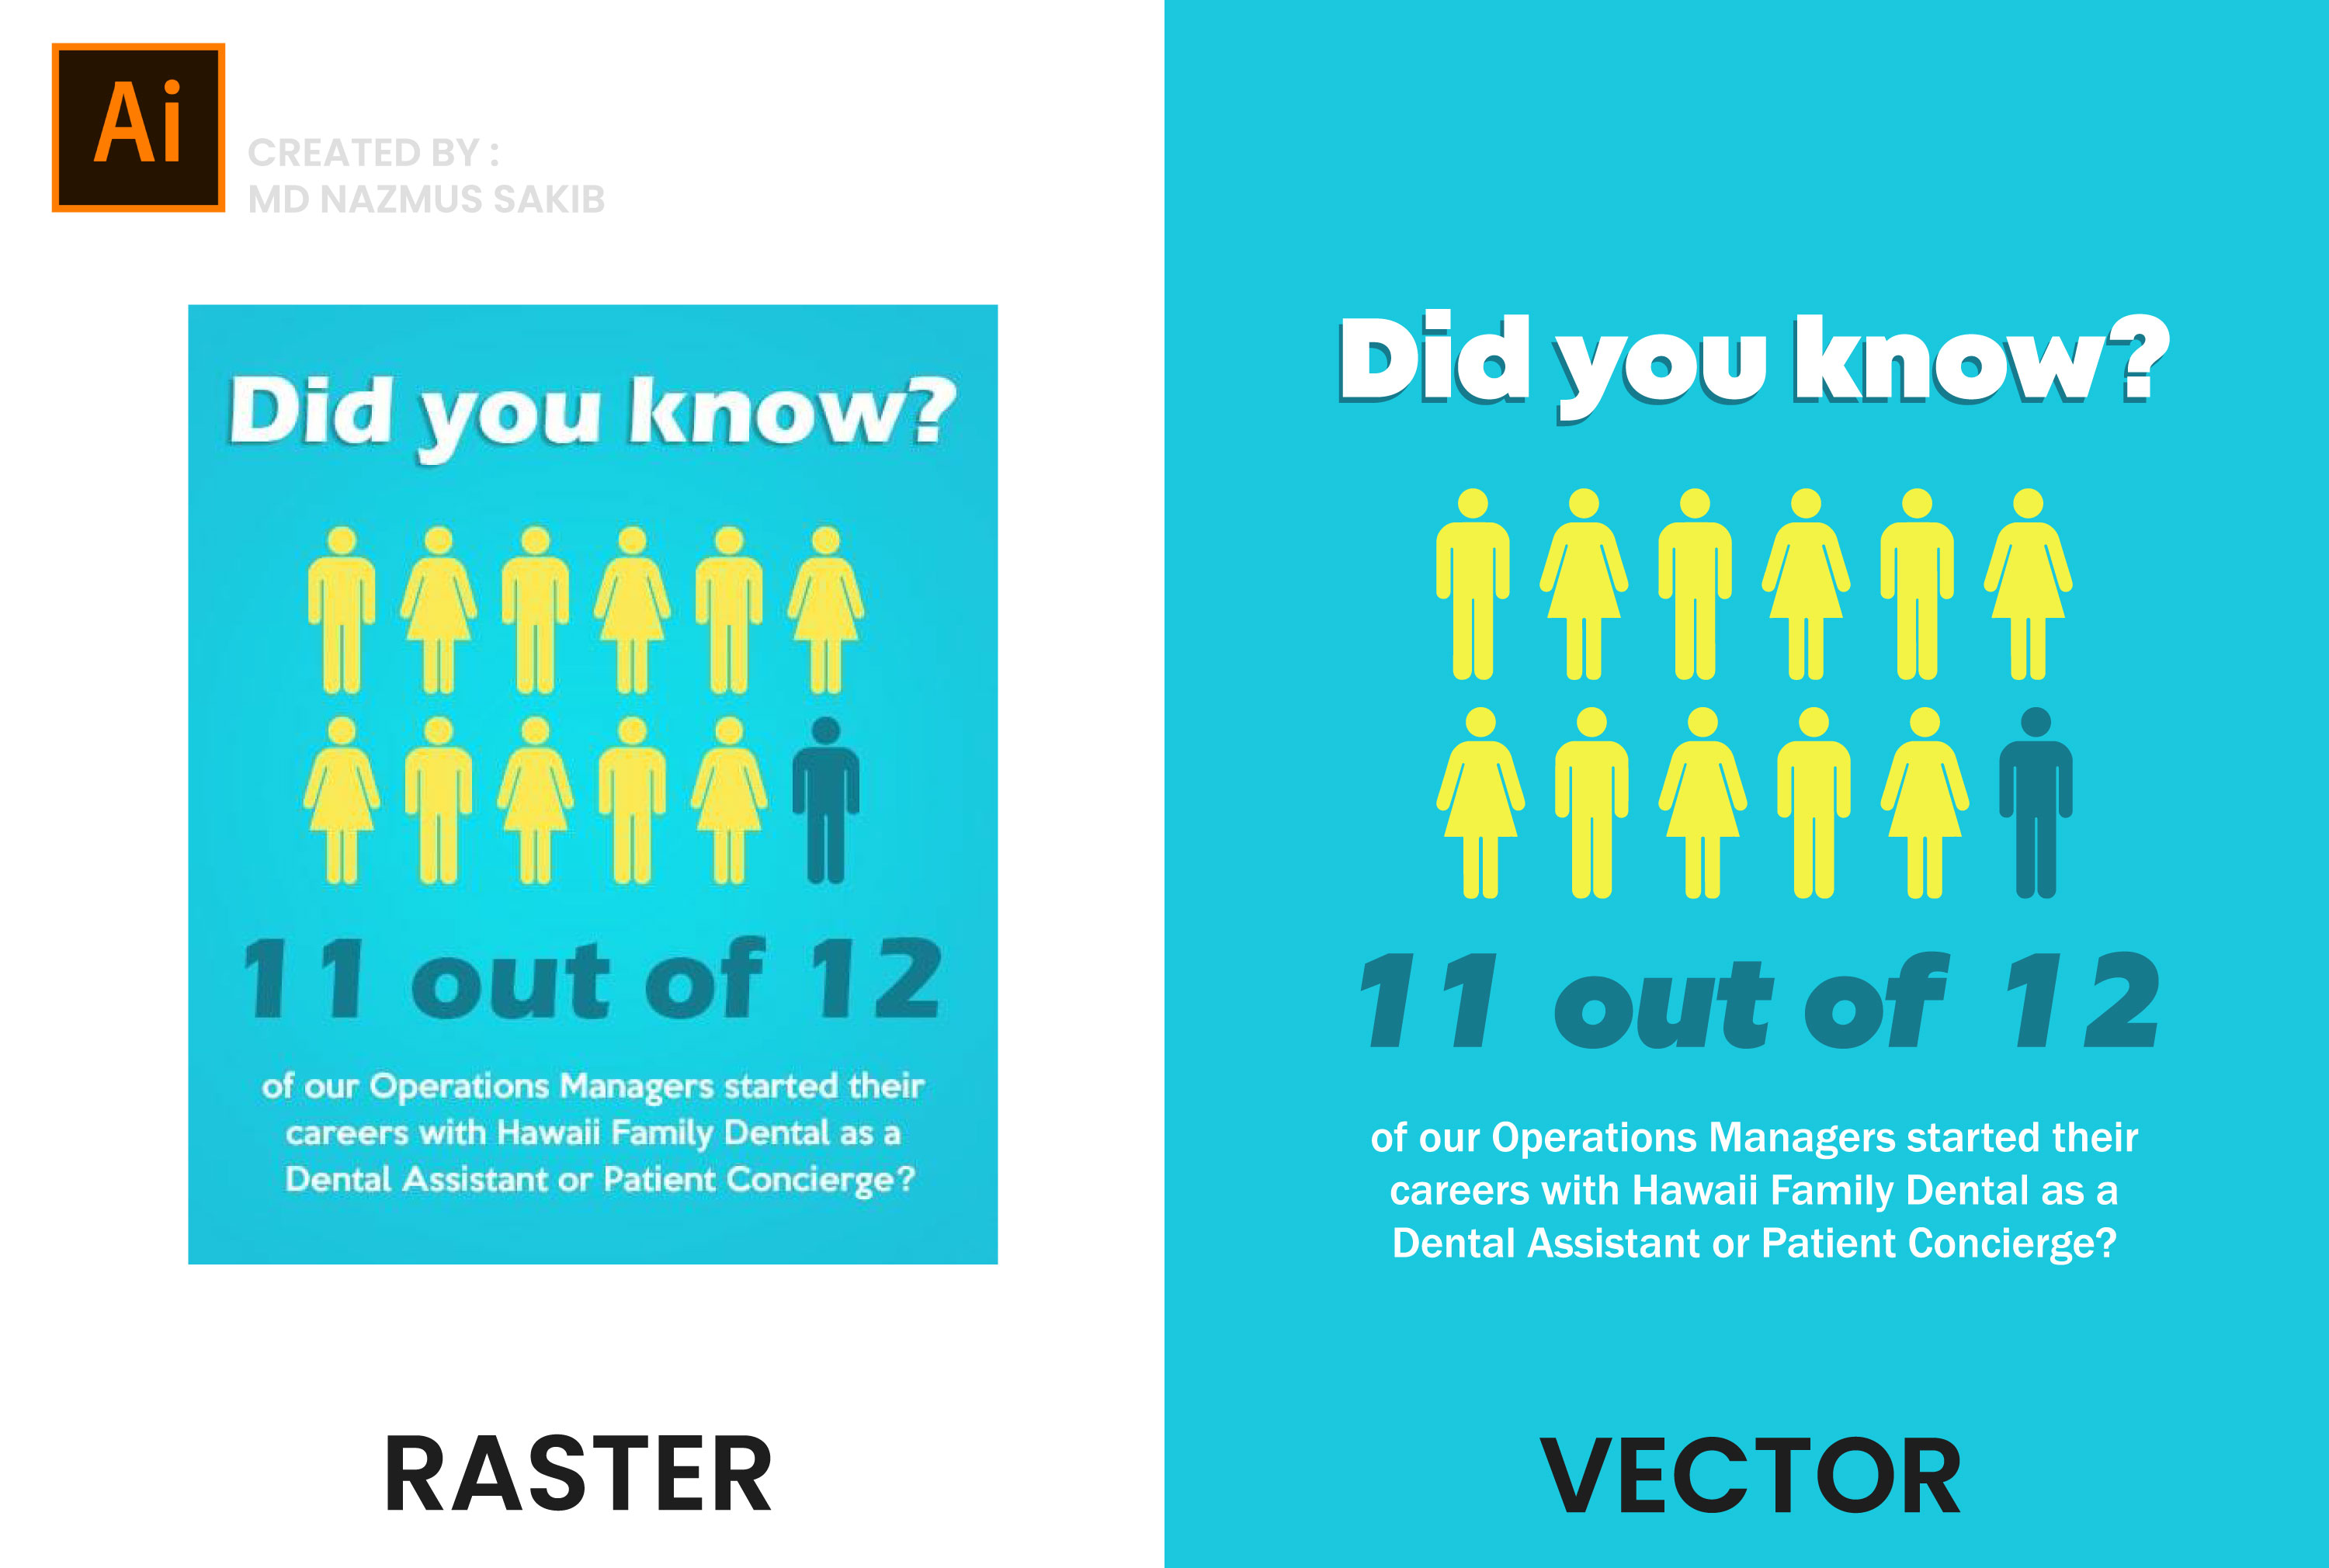 Ai
CREATED BY :
MD NAZMUS SAKIB
Did you know?
11 out of 12
of our Operations Managers started their
careers with Hawaii Family Dental as a
Dental Assistant or Patient Concierge?
RASTER
Did you know?
11 out of 12
of our Operations Managers started their
careers with Hawaii Family Dental as a
Dental Assistant or Patient Concierge?
VECTOR